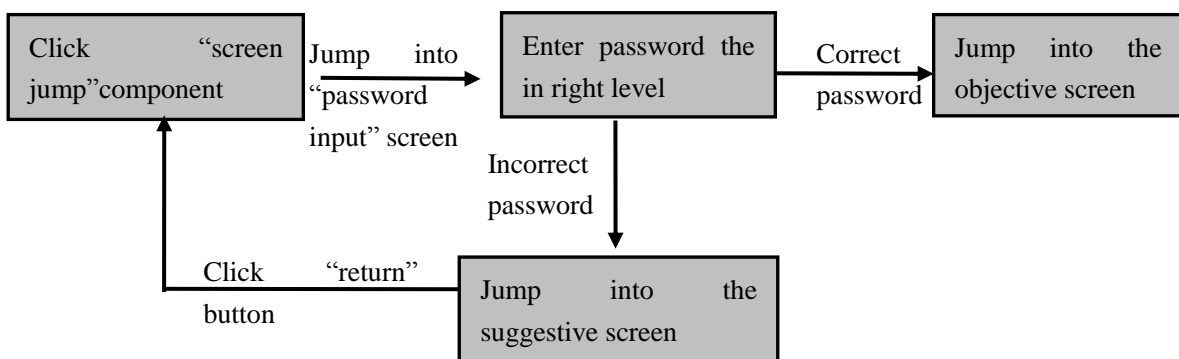 Click “screen
jump”component
Jump into
“password
input” screen
Enter password the
in right level
Correct
password
Jump into the
objective screen
Incorrect
password
Click “return”
button
Jump into the
suggestive screen